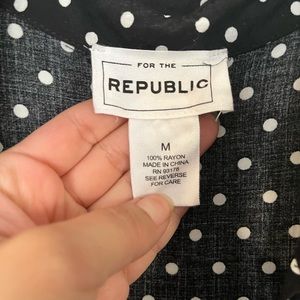 FOR THE
REPUBLIC
M
100% RAYON
MADE IN CHINA
RN 93178
SEE REVERSE
FOR CARE